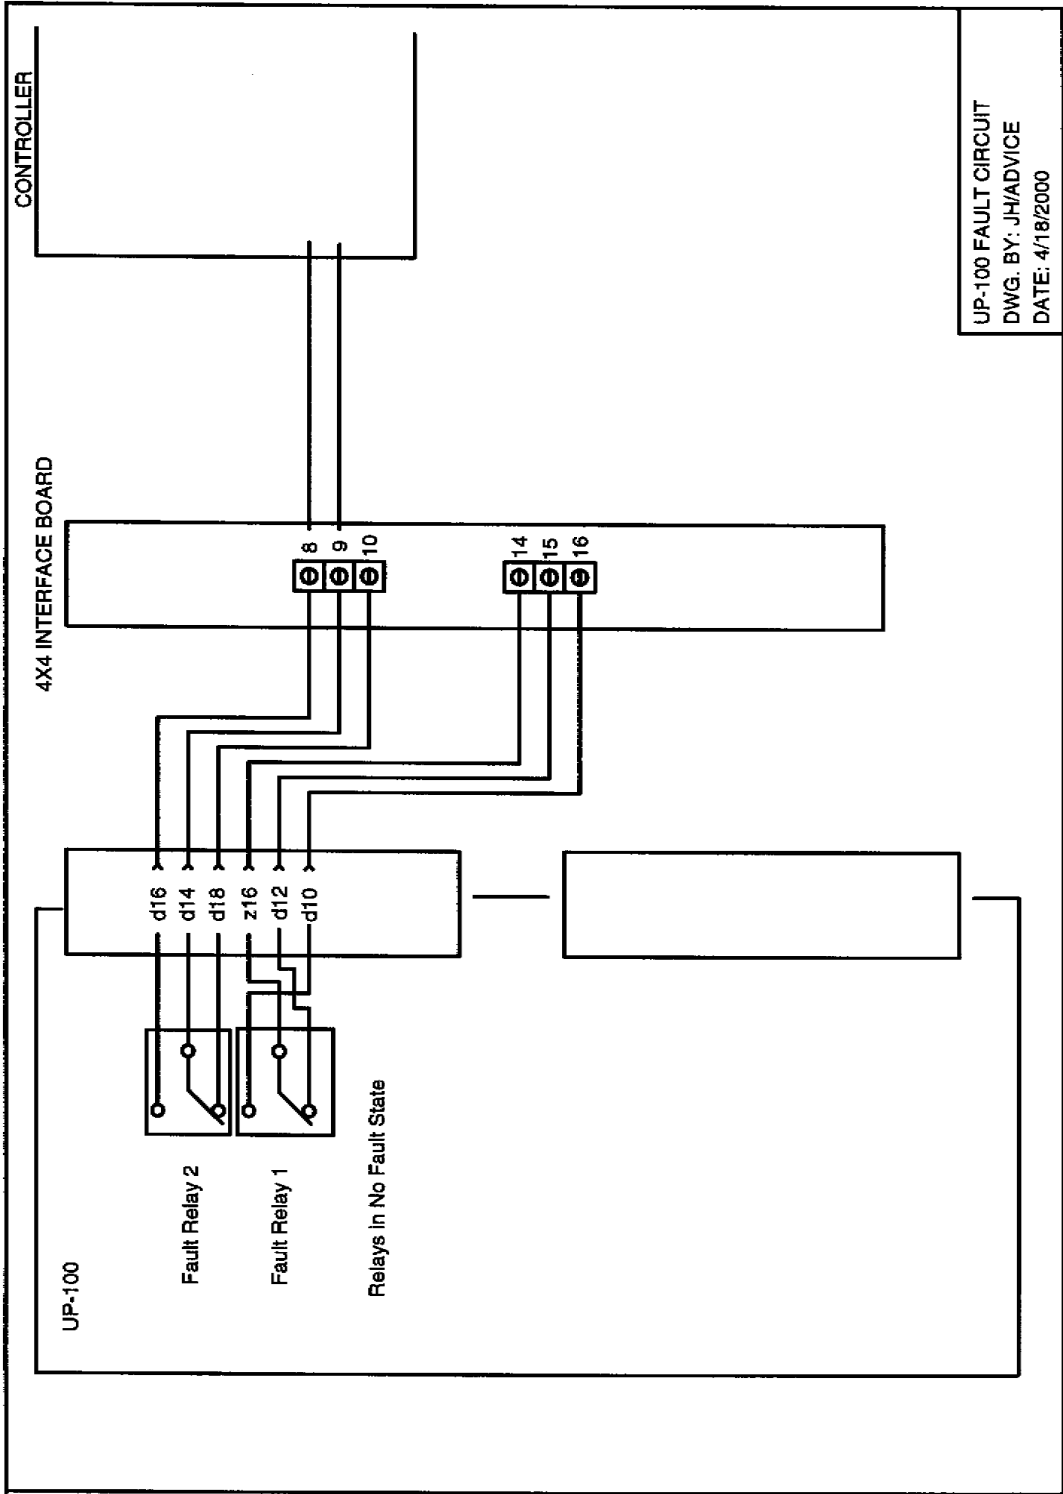 UP-100
4X4 INTERFACE BOARD
CONTROLLER
d16
d14
d18
z16
d12
d10
8
9
10
14
15
16
Fault Relay 2
Fault Relay 1
Relays in No Fault State
UP-100 FAULT CIRCUIT
DWG. BY: JH/ADVICE
DATE: 4/18/2000